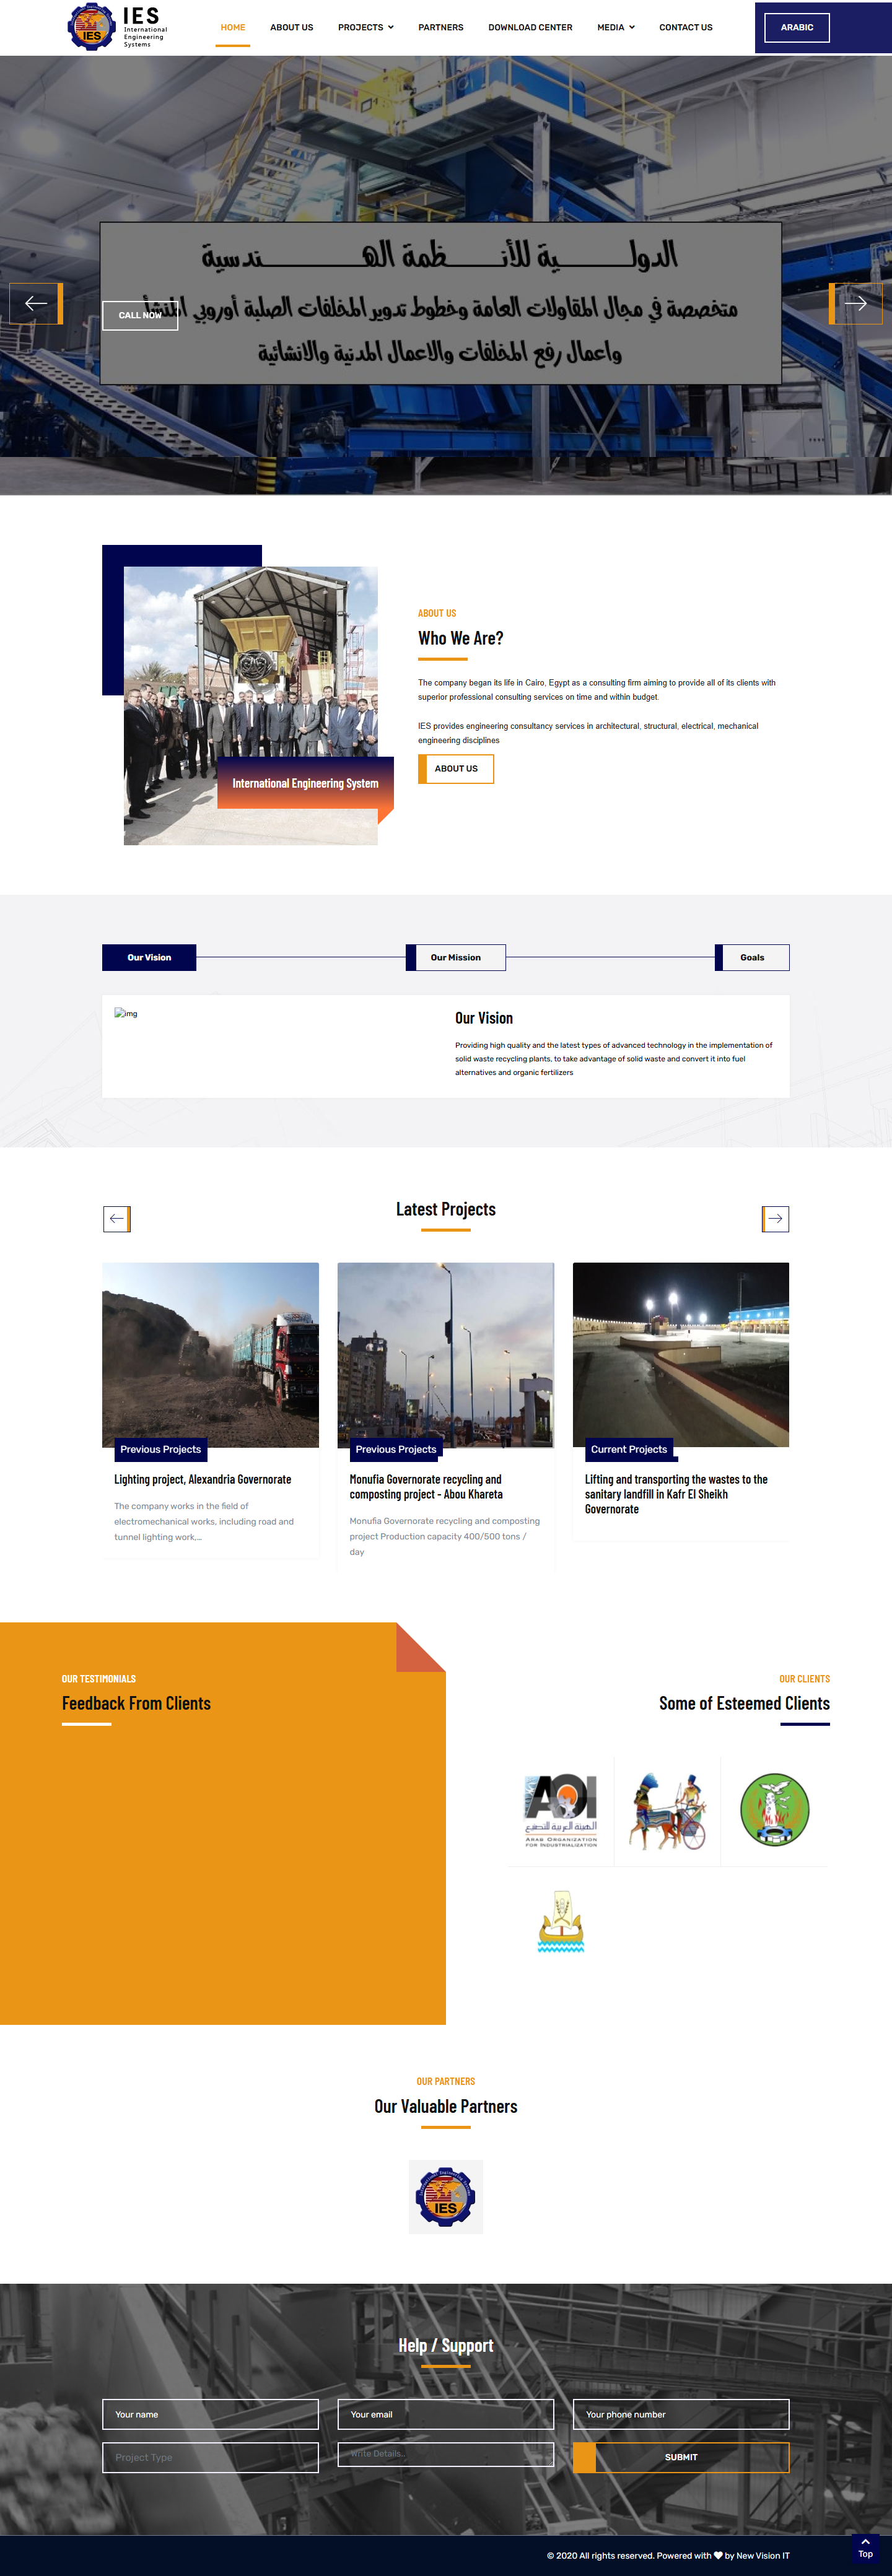 IES
International
Engineering
Systems
HOME
ABOUT US
PROJECTS
PARTNERS
DOWNLOAD CENTER
MEDIA
CONTACT US
ARABIC
الدوليـة للأنـظمة الهـندسية
متخصصة في مجال المقاولات العامة وخطوط تدوير المخلفات الصلبة أوروبي
CALL NOW
واعمال رفع المخلفات والاعمال المدنية والانشائية
ABOUT US
Who We Are?
The company began its life in Cairo, Egypt as a consulting firm aiming to provide all of its clients with
superior professional consulting services on time and within budget.
IES provides engineering consultancy services in architectural, structural, electrical, mechanical
engineering disciplines
ABOUT US
International Engineering System
Our Vision
Our Mission
Goals
img
Our Vision
Providing high quality and the latest types of advanced technology in the implementation of
solid waste recycling plants, to take advantage of solid waste and convert it into fuel
alternatives and organic fertilizers
Latest Projects
Previous Projects
Lighting project, Alexandria Governorate
The company works in the field of
electromechanical works, including road and
tunnel lighting work,...
Previous Projects
Monufia Governorate recycling and
composting project - Abou Khareta
Monufia Governorate recycling and composting
project Production capacity 400/500 tons /
day
Current Projects
Lifting and transporting the wastes to the
sanitary landfill in Kafr El Sheikh
Governorate
OUR TESTIMONIALS
Feedback From Clients
OUR CLIENTS
Some of Esteemed Clients
AOI
الهيئة العربية للتصنيع
ARAB ORGANIZATION
FOR INDUSTRIALIZATION
OUR PARTNERS
Our Valuable Partners
IES
Help / Support
Your name
Your email
Your phone number
Project Type
Write Details..
SUBMIT
© 2020 All rights reserved. Powered with by New Vision IT
Top